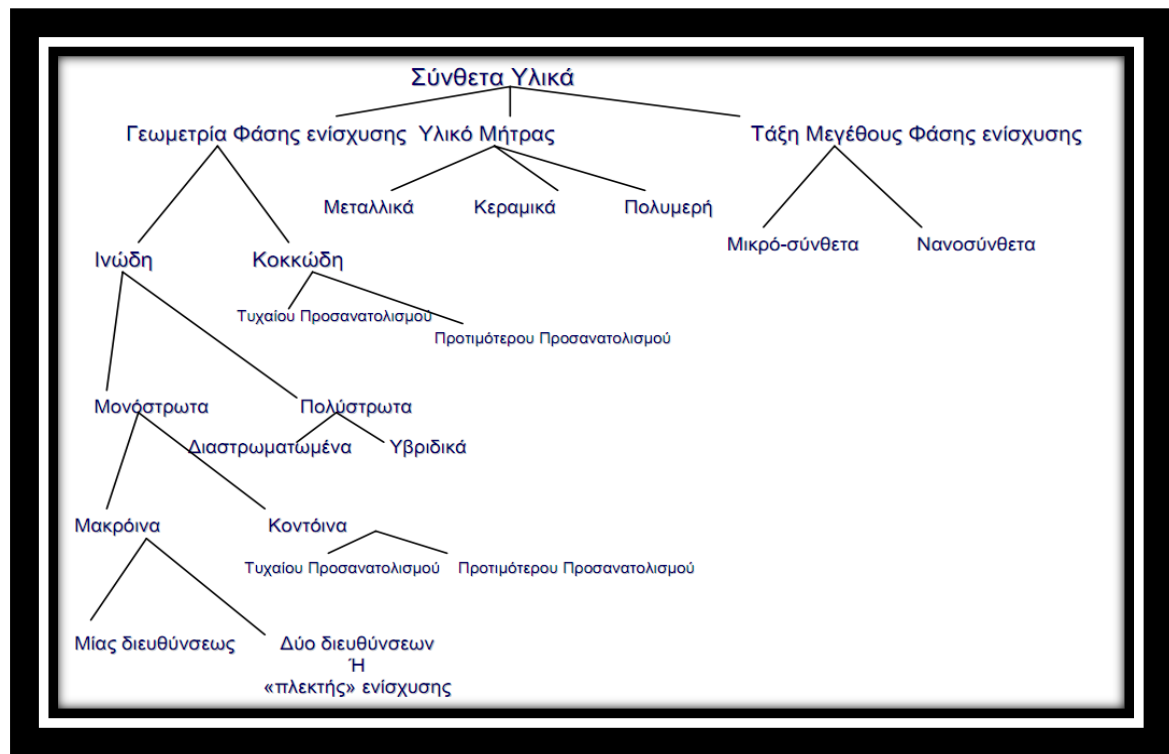 Σύνθετα Υλικά
Γεωμετρία Φάσης ενίσχυσης Υλικό Μήτρας Τάξη Μεγέθους Φάσης ενίσχυσης
Μεταλλικά Κεραμικά Πολυμερή
Μικρό-σύνθετα Νανοσύνθετα
Ινώδη Κοκκώδη
Τυχαίου Προσανατολισμού
Προτιμότερου Προσανατολισμού
Μονόστρωτα Πολύστρωτα
Διαστρωματωμένα Υβριδικά
Μακρόινα Κοντόινα
Τυχαίου Προσανατολισμού Προτιμότερου Προσανατολισμού
Μίας διευθύνσεως Δύο διευθύνσεων
Ή
«πλεκτής» ενίσχυσης